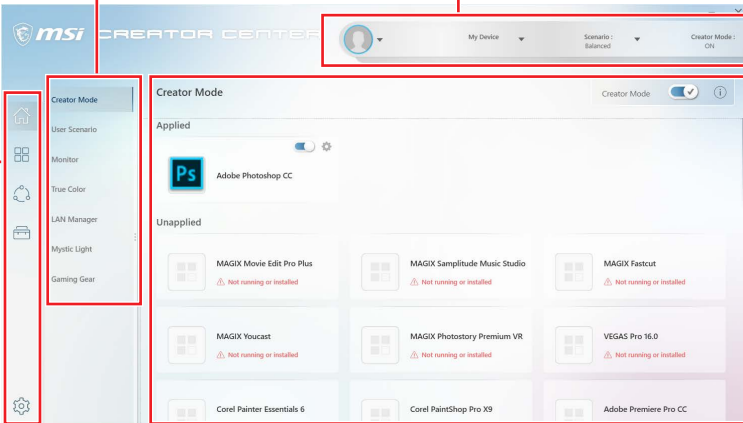 msi CREATOR CENTER
My Device
Scenario :
Balanced
Creator Mode :
ON
Creator Mode
User Scenario
Monitor
True Color
LAN Manager
Mystic Light
Gaming Gear
Creator Mode
Creator Mode
Applied
Ps
Adobe Photoshop CC
Unapplied
MAGIX Movie Edit Pro Plus
Not running or installed
MAGIX Samplitude Music Studio
Not running or installed
MAGIX Fastcut
Not running or installed
MAGIX Youcast
Not running or installed
MAGIX Photostory Premium VR
Not running or installed
VEGAS Pro 16.0
Not running or installed
Corel Painter Essentials 6
Corel PaintShop Pro X9
Adobe Premiere Pro CC